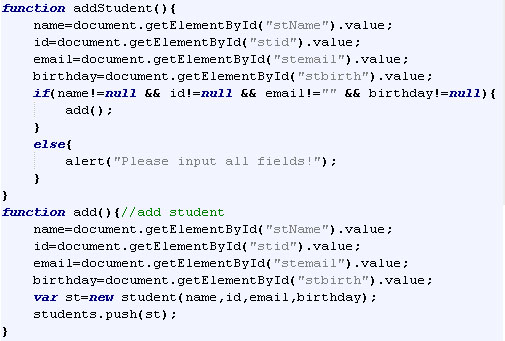 function addStudent(){
    name=document.getElementById("stName").value;
    id=document.getElementById("stid").value;
    email=document.getElementById("stemail").value;
    birthday=document.getElementById("stbirth").value;
    if(name!=null && id!=null && email!="" && birthday!=null){
        add();
    }
    else{
        alert("Please input all fields!");
    }
}
function add(){//add student
    name=document.getElementById("stName").value;
    id=document.getElementById("stid").value;
    email=document.getElementById("stemail").value;
    birthday=document.getElementById("stbirth").value;
    var st=new student(name,id,email,birthday);
    students.push(st);
}